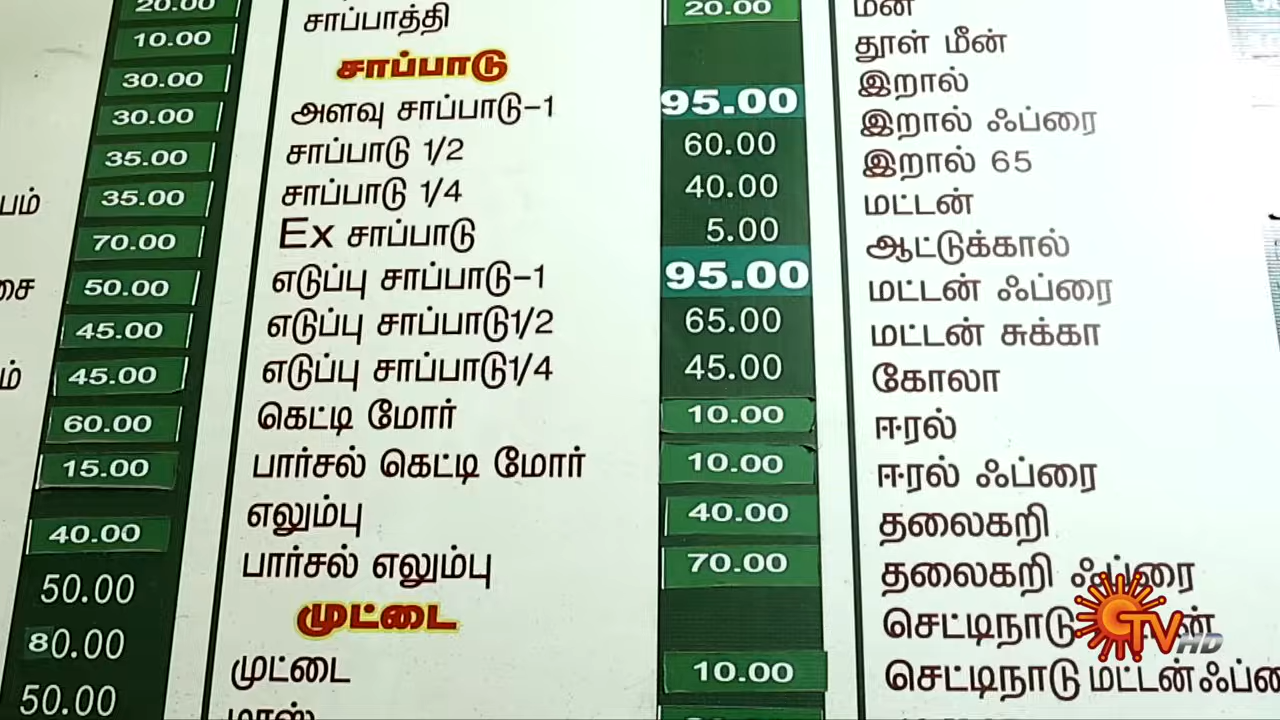 20.00
10.00
30.00
30.00
35.00
35.00
70.00
50.00
45.00
45.00
60.00
15.00
40.00
50.00
80.00
50.00
சாப்பாத்தி 20.00
சாப்பாடு
அளவு சாப்பாடு-1 95.00
சாப்பாடு 1/2 60.00
சாப்பாடு 1/4 40.00
Ex சாப்பாடு 5.00
எடுப்பு சாப்பாடு-1 95.00
எடுப்பு சாப்பாடு1/2 65.00
எடுப்பு சாப்பாடு1/4 45.00
கெட்டி மோர் 10.00
பார்சல் கெட்டி மோர் 10.00
எலும்பு 40.00
பார்சல் எலும்பு 70.00
முட்டை
முட்டை 10.00
தூள் மீன்
இறால்
இறால் ஃப்ரை
இறால் 65
மட்டன்
ஆட்டுக்கால்
மட்டன் ஃப்ரை
மட்டன் சுக்கா
கோலா
ஈரல்
ஈரல் ஃப்ரை
தலைகறி
தலைகறி ஃப்ரை
செட்டிநாடு
செட்டிநாடு மட்டன்
TV HD